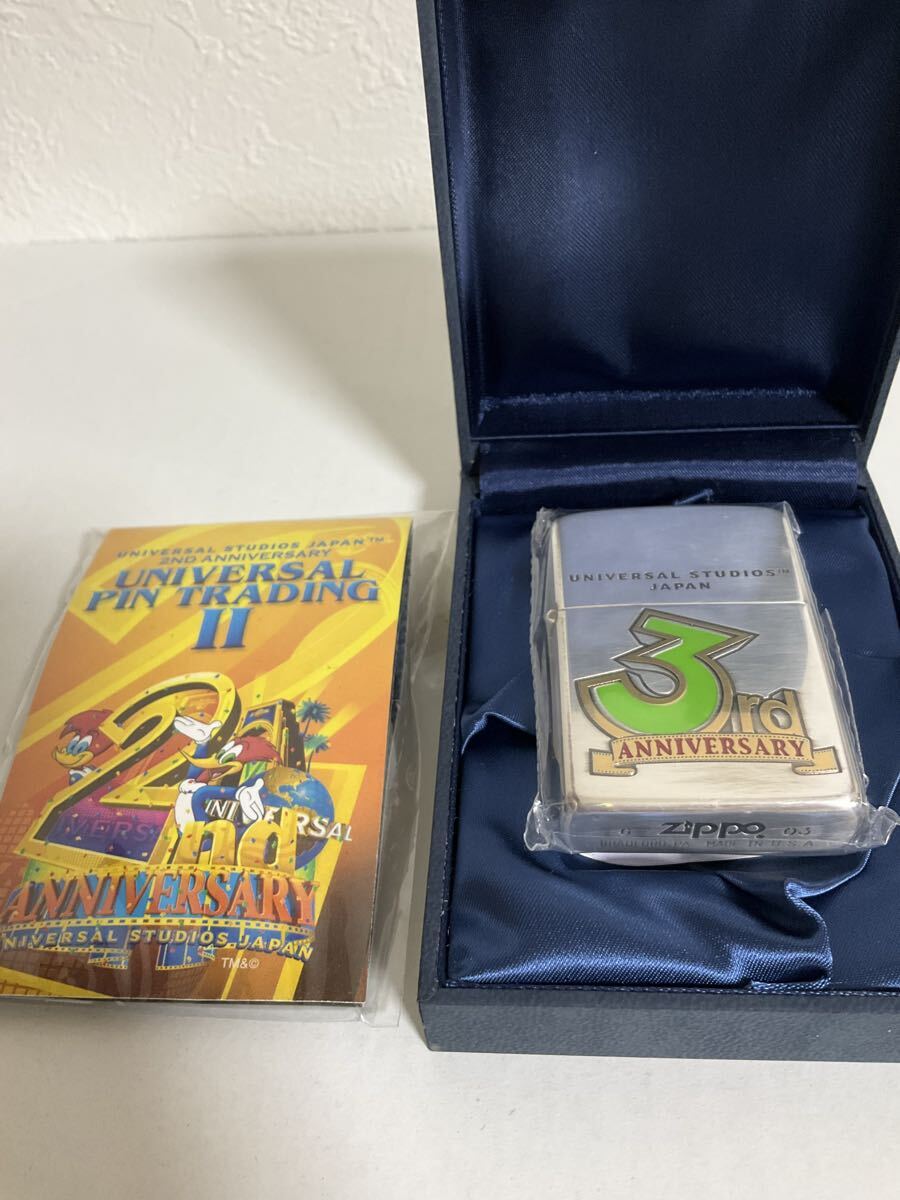 UNIVERSAL STUDIOS JAPAN™
2ND ANNIVERSARY
UNIVERSAL
PIN TRADING
II
2nd
UNIVERSAL
ANNIVERSARY
UNIVERSAL STUDIOS JAPAN
TM&©
UNIVERSAL STUDIOS™
JAPAN
3rd
ANNIVERSARY
G zippo 03
BRADFORD, PA. MADE IN U.S.A